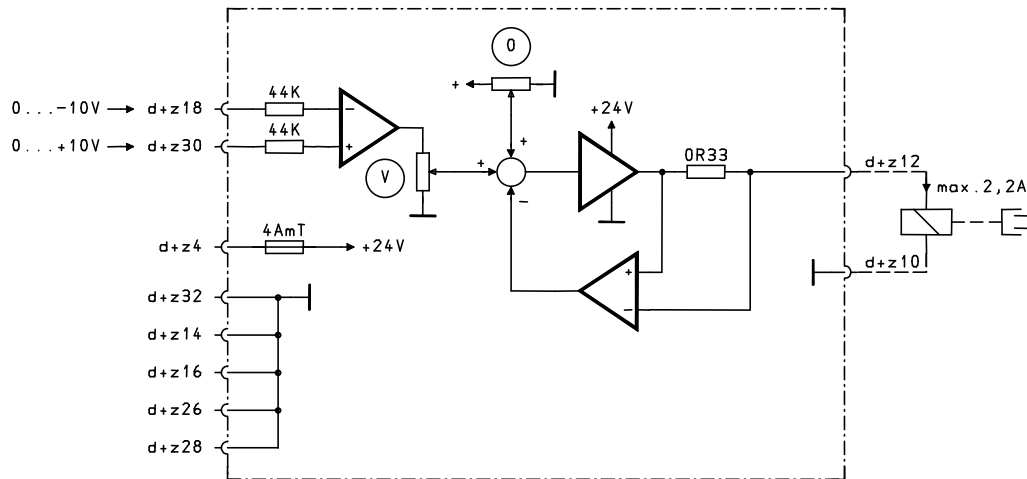 0
44K
+24V
0...-10V
d+z18
-
+
44K
+
0...+10V
d+z30
+
+
0R33
d+z12
V
-
max.2,2A
4AmT
d+z4
+24V
d+z10
+
d+z32
-
d+z14
d+z16
d+z26
d+z28